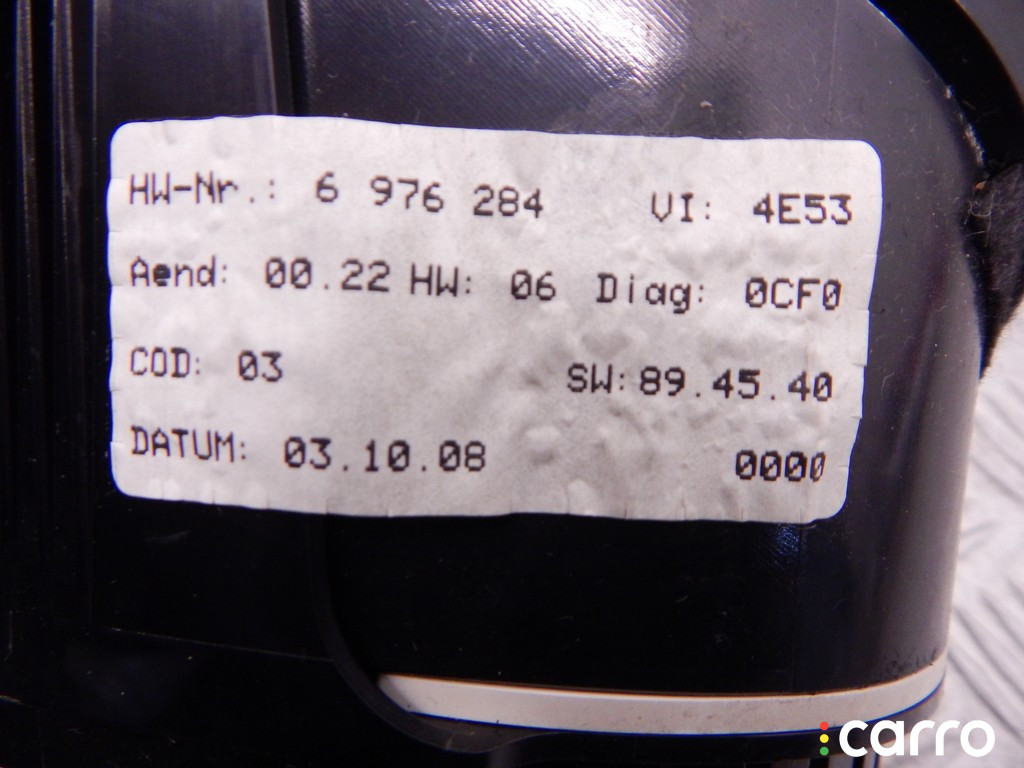 HW-Nr.: 6 976 284 VI: 4E53
Aend: 00.22 HW: 06 Diag: 0CF0
COD: 03 SW: 89.45.40
DATUM: 03.10.08 0000
carro